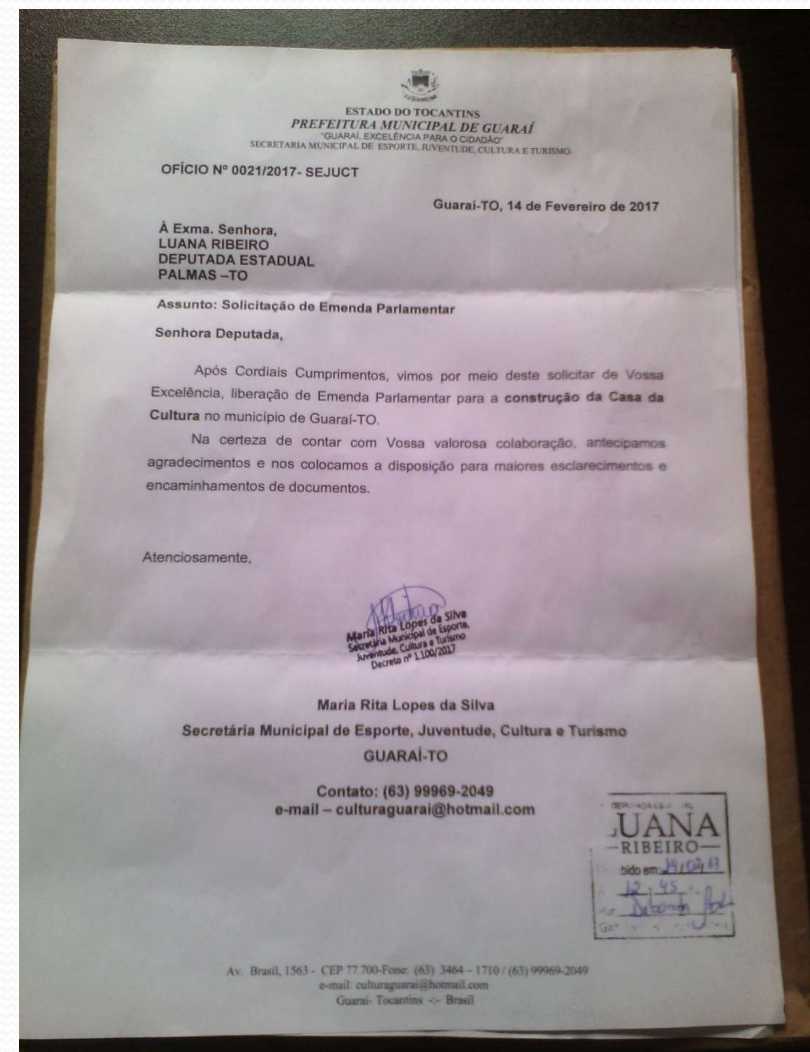 ESTADO DO TOCANTINS
PREFEITURA MUNICIPAL DE GUARAÍ
"GUARAÍ, EXCELÊNCIA PARA O CIDADÃO"
SECRETARIA MUNICIPAL DE ESPORTE, JUVENTUDE, CULTURA E TURISMO.
OFÍCIO Nº 0021/2017- SEJUCT
Guaraí-TO, 14 de Fevereiro de 2017
À Exma. Senhora,
LUANA RIBEIRO
DEPUTADA ESTADUAL
PALMAS –TO
Assunto: Solicitação de Emenda Parlamentar
Senhora Deputada,
Após Cordiais Cumprimentos, vimos por meio deste solicitar de Vossa
Excelência, liberação de Emenda Parlamentar para a construção da Casa da
Cultura no município de Guaraí-TO.
Na certeza de contar com Vossa valorosa colaboração, antecipamos
agradecimentos e nos colocamos a disposição para maiores esclarecimentos e
encaminhamentos de documentos.
Atenciosamente,
Maria Rita Lopes da Silva
Secretária Municipal de Esporte,
Juventude, Cultura e Turismo
Decreto nº 1.100/2017
Maria Rita Lopes da Silva
Secretária Municipal de Esporte, Juventude, Cultura e Turismo
GUARAÍ-TO
Contato: (63) 99969-2049
e-mail – culturaguarai@hotmail.com
LUANA
RIBEIRO
bido em
12 45
Av. Brasil, 1563 - CEP 77.700-Fone: (63) 3464 – 1710 / (63) 99969-2049
e-mail: culturaguarai@hotmail.com
Guaraí- Tocantins -:- Brasil